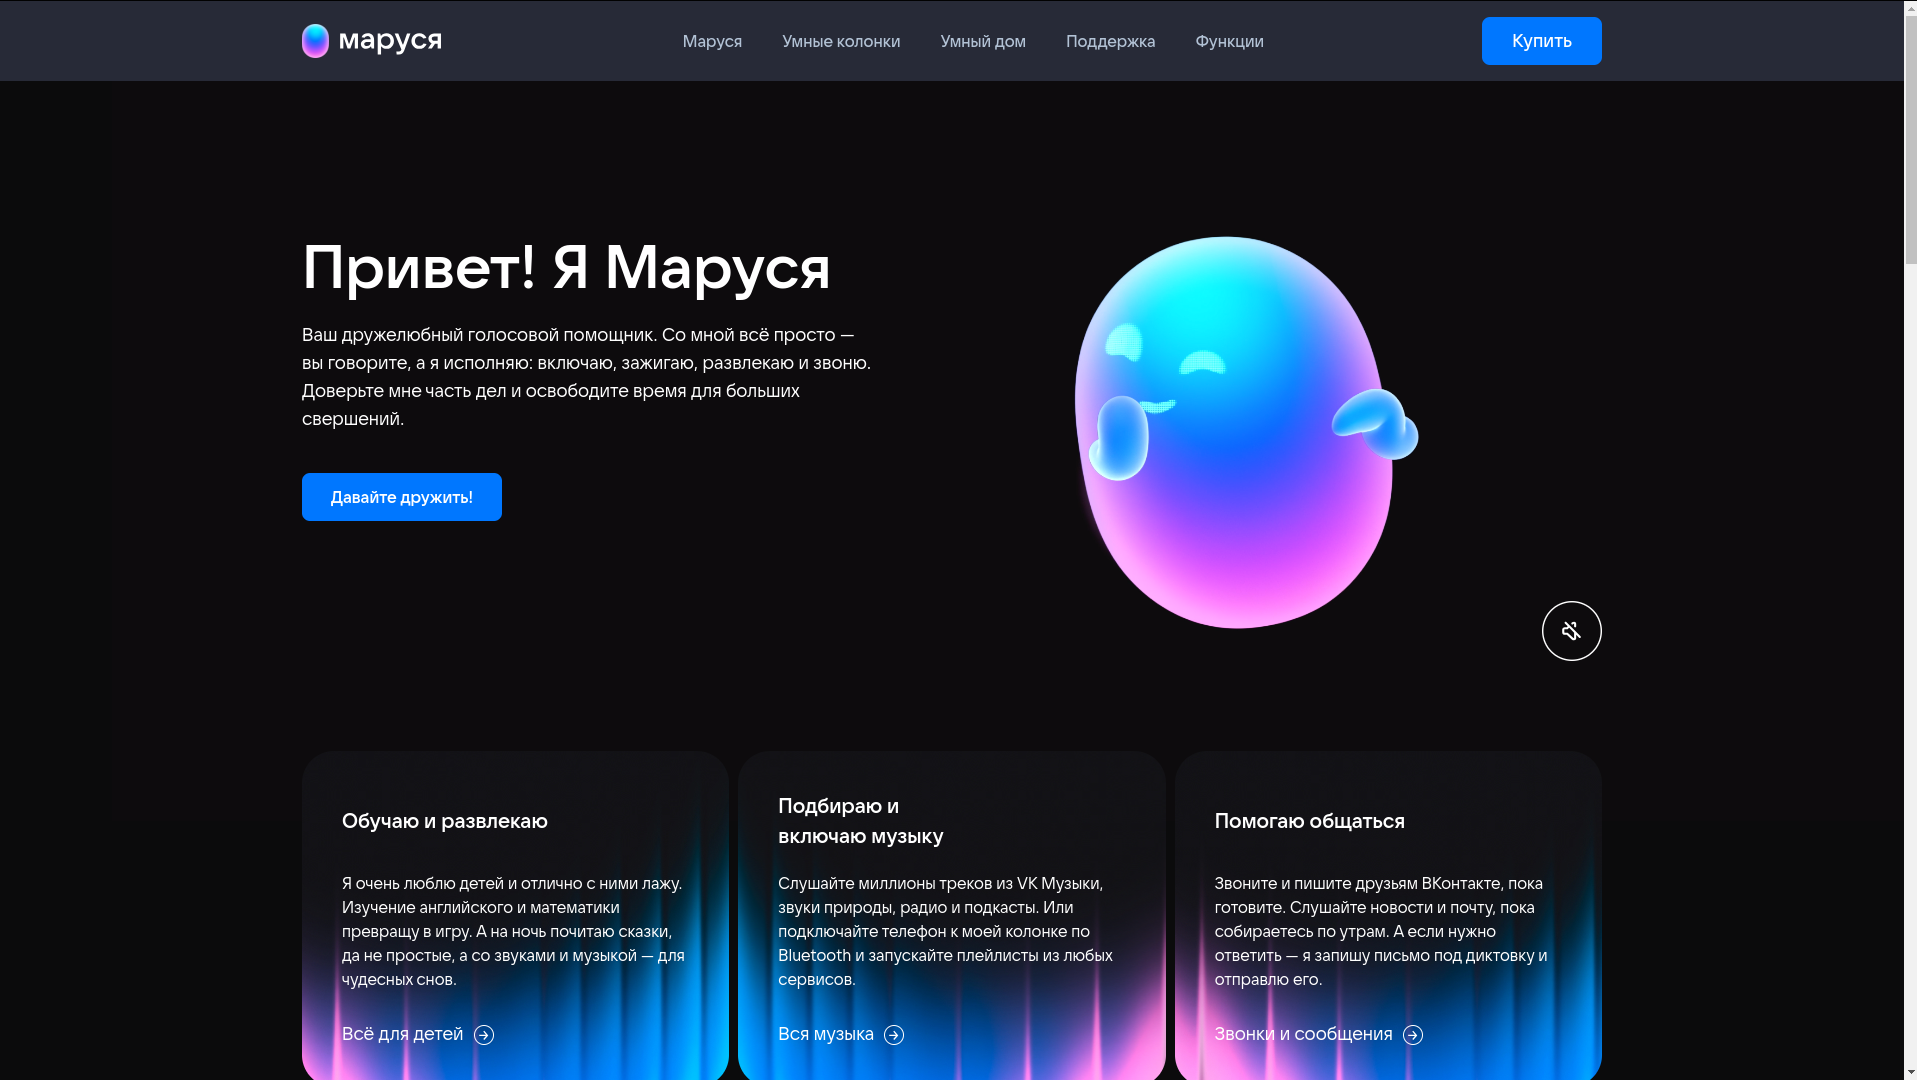 маруся
Маруся
Умные колонки
Умный дом
Поддержка
Функции
Купить
Привет! Я Маруся
Ваш дружелюбный голосовой помощник. Со мной всё просто —
вы говорите, а я исполняю: включаю, зажигаю, развлекаю и звоню.
Доверьте мне часть дел и освободите время для больших
свершений.
Давайте дружить!
Обучаю и развлекаю
Я очень люблю детей и отлично с ними лажу.
Изучение английского и математики
превращу в игру. А на ночь почитаю сказки,
да не простые, а со звуками и музыкой — для
чудесных снов.
Всё для детей
Подбираю и
включаю музыку
Слушайте миллионы треков из VK Музыки,
звуки природы, радио и подкасты. Или
подключайте телефон к моей колонке по
Bluetooth и запускайте плейлисты из любых
сервисов.
Вся музыка
Помогаю общаться
Звоните и пишите друзьям ВКонтакте, пока
готовите. Слушайте новости и почту, пока
собираетесь по утрам. А если нужно
ответить — я запишу письмо под диктовку и
отправлю его.
Звонки и сообщения